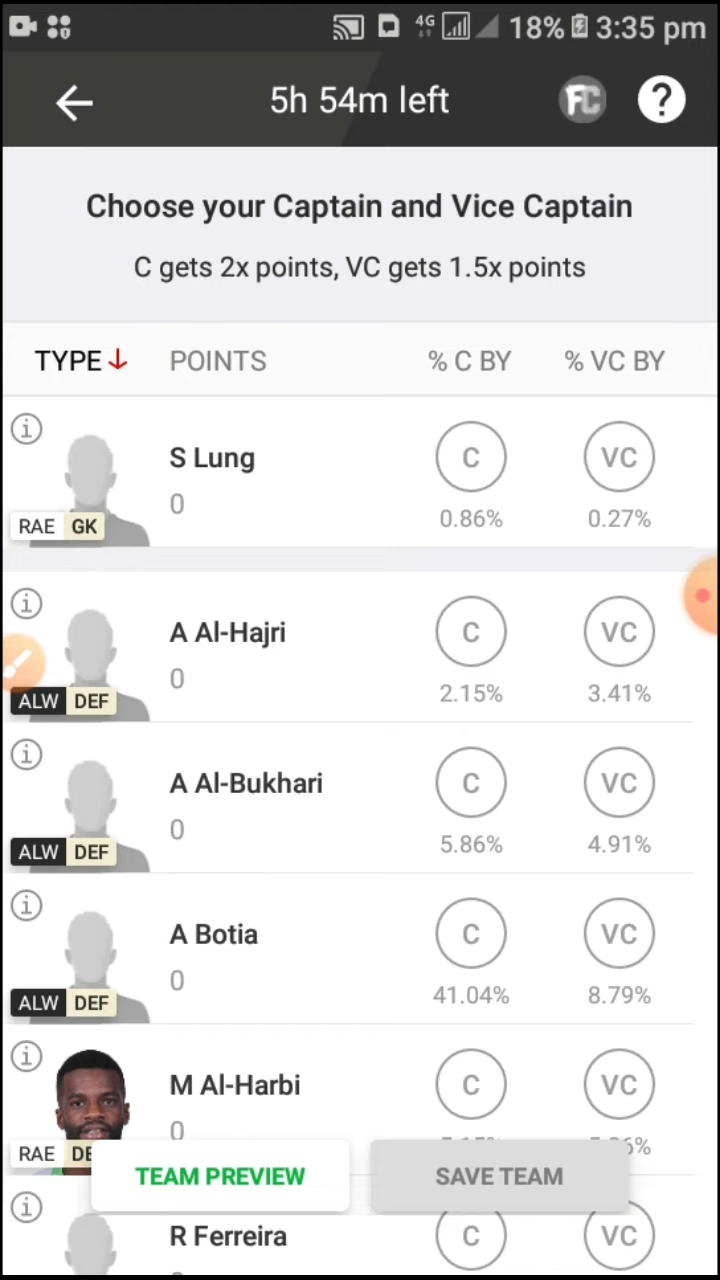 4G 18% 3:35 pm
5h 54m left FC ?
Choose your Captain and Vice Captain
C gets 2x points, VC gets 1.5x points
TYPE POINTS % C BY % VC BY
S Lung C VC
0 0.86% 0.27%
RAE GK
A Al-Hajri C VC
0 2.15% 3.41%
ALW DEF
A Al-Bukhari C VC
0 5.86% 4.91%
ALW DEF
A Botia C VC
0 41.04% 8.79%
ALW DEF
M Al-Harbi C VC
0
RAE
TEAM PREVIEW SAVE TEAM
R Ferreira C VC